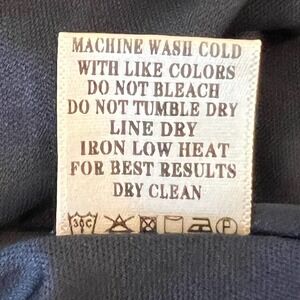 MACHINE WASH COLD
WITH LIKE COLORS
DO NOT BLEACH
DO NOT TUMBLE DRY
LINE DRY
IRON LOW HEAT
FOR BEST RESULTS
DRY CLEAN
30C P